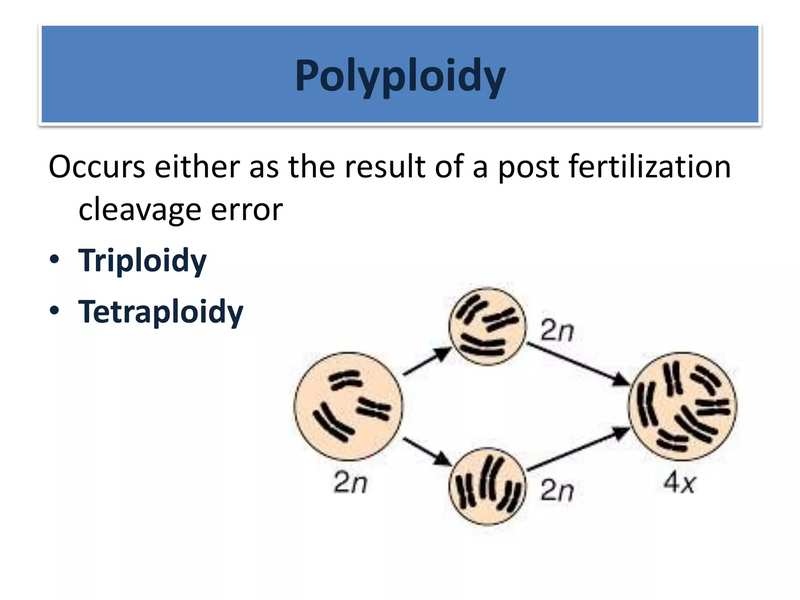 Polyploidy
Occurs either as the result of a post fertilization
cleavage error
• Triploidy
• Tetraploidy
2n
2n
2n
4x